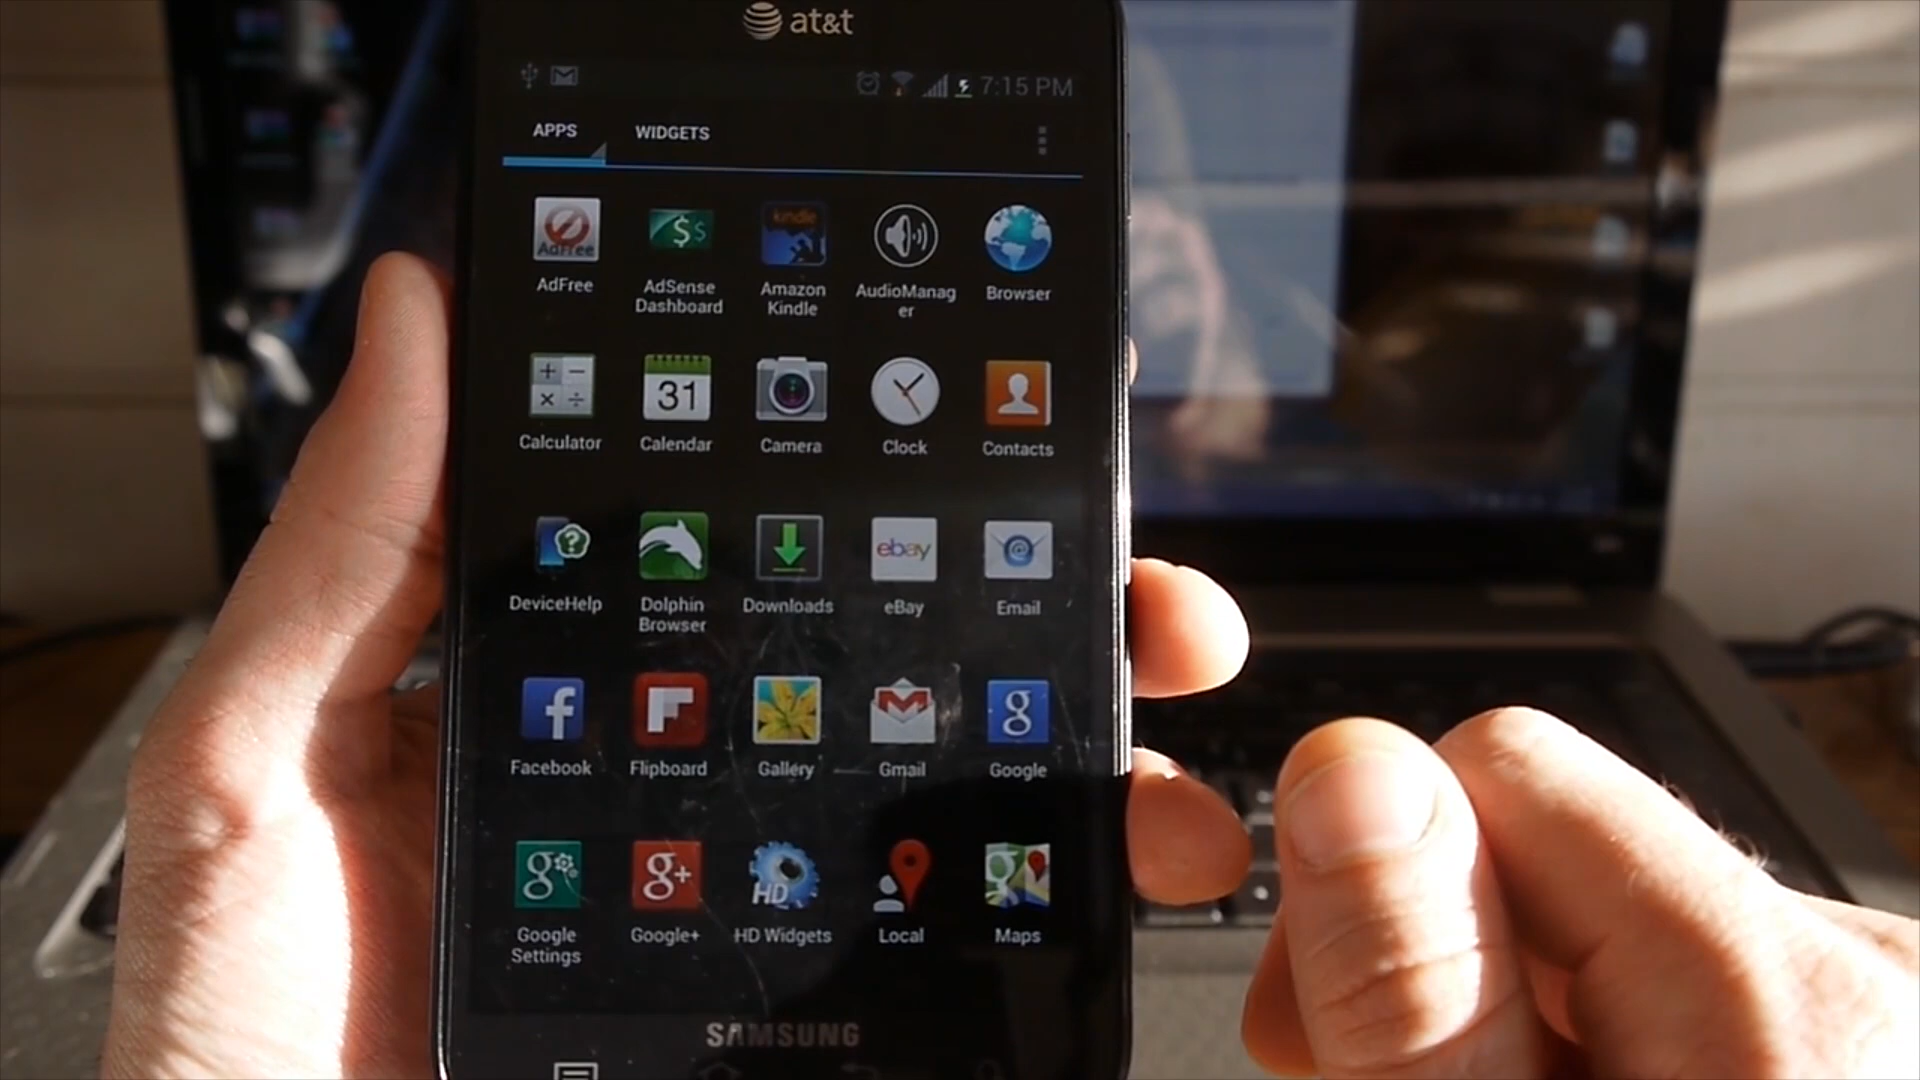 at&t
7:15 PM
APPS
WIDGETS
AdFree
kindle
AdFree
AdSense
Dashboard
Amazon
Kindle
AudioManag
er
Browser
31
Calculator
Calendar
Camera
Clock
Contacts
ebay
DeviceHelp
Dolphin
Browser
Downloads
eBay
Email
Facebook
Flipboard
Gallery
Gmail
Google
HD
Google
Settings
Google+
HD Widgets
Local
Maps
SAMSUNG